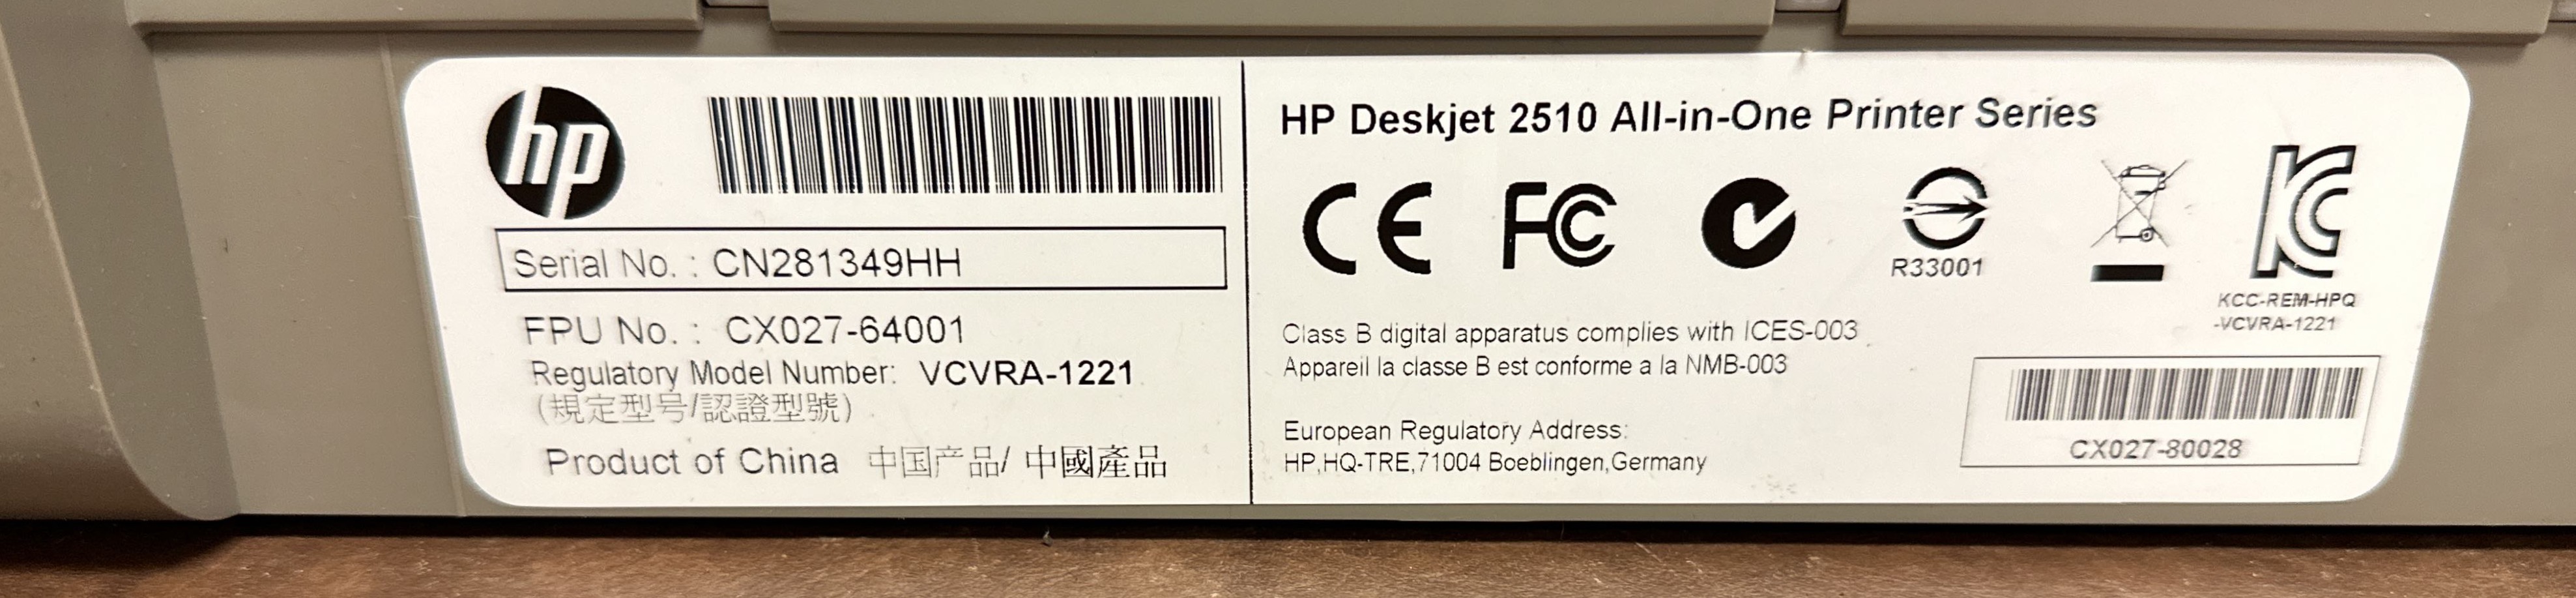 hp
Serial No. : CN281349HH
FPU No. : CX027-64001
Regulatory Model Number: VCVRA-1221
(規定型号/認證型號)
Product of China 中国产品/ 中國產品
HP Deskjet 2510 All-in-One Printer Series
CE FC
R33001
KC
KCC-REM-HPQ
-VCVRA-1221
Class B digital apparatus complies with ICES-003
Appareil la classe B est conforme a la NMB-003
European Regulatory Address:
HP,HQ-TRE,71004 Boeblingen,Germany
CX027-80028